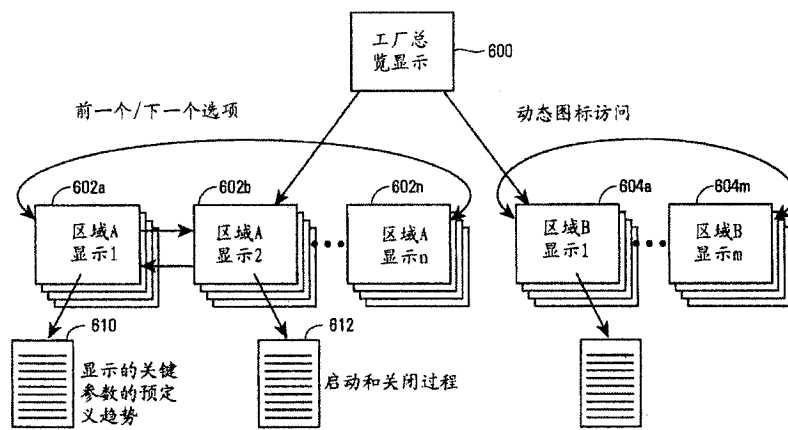 工厂总
览显示
600
前一个/下一个选项
动态图标访问
602a
602b
602n
604a
604m
区域A
显示1
区域A
显示2
区域A
显示n
区域B
显示1
区域B
显示m
610
612
显示的关键
参数的预定
义趋势
启动和关闭过程